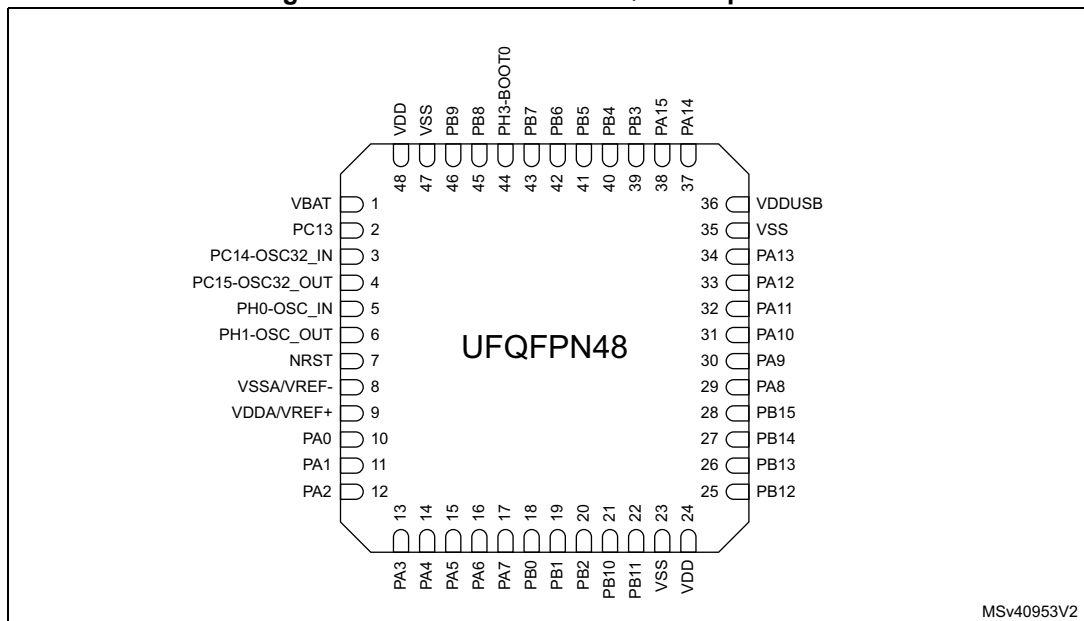 VDD
VSS
PB9
PB8
PH3-BOOT0
PB7
PB6
PB5
PB4
PB3
PA15
PA14
48
47
46
45
44
43
42
41
40
39
38
37
VBAT 1
PC13 2
PC14-OSC32_IN 3
PC15-OSC32_OUT 4
PH0-OSC_IN 5
PH1-OSC_OUT 6
NRST 7
VSSA/VREF- 8
VDDA/VREF+ 9
PA0 10
PA1 11
PA2 12
UFQFPN48
36 VDDUSB
35 VSS
34 PA13
33 PA12
32 PA11
31 PA10
30 PA9
29 PA8
28 PB15
27 PB14
26 PB13
25 PB12
13
14
15
16
17
18
19
20
21
22
23
24
PA3
PA4
PA5
PA6
PA7
PB0
PB1
PB2
PB10
PB11
VSS
VDD
MSv40953V2